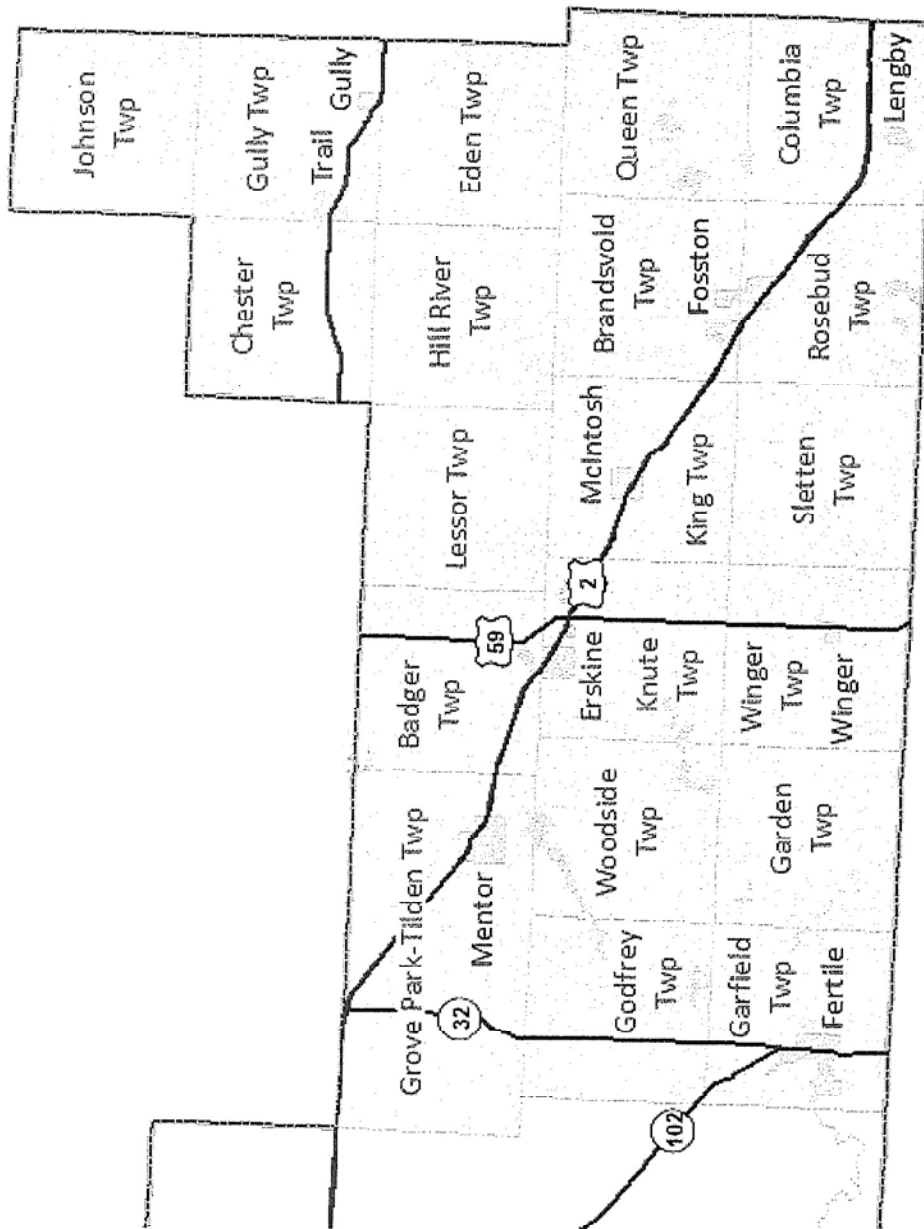 Johnson
Twp
Gully Twp
Trail
Gully
Chester
Twp
Eden Twp
Hill River
Twp
Lessor Twp
Badger
Twp
Grove Park-Tilden Twp
Mentor
59
32
2
Queen Twp
Brandsvold
Twp
Fosston
McIntosh
King Twp
Erskine
Knute
Twp
Woodside
Twp
Godfrey
Twp
Columbia
Twp
Lengby
Rosebud
Twp
Sletten
Twp
Winger
Twp
Winger
Garden
Twp
Garfield
Twp
Fertile
102